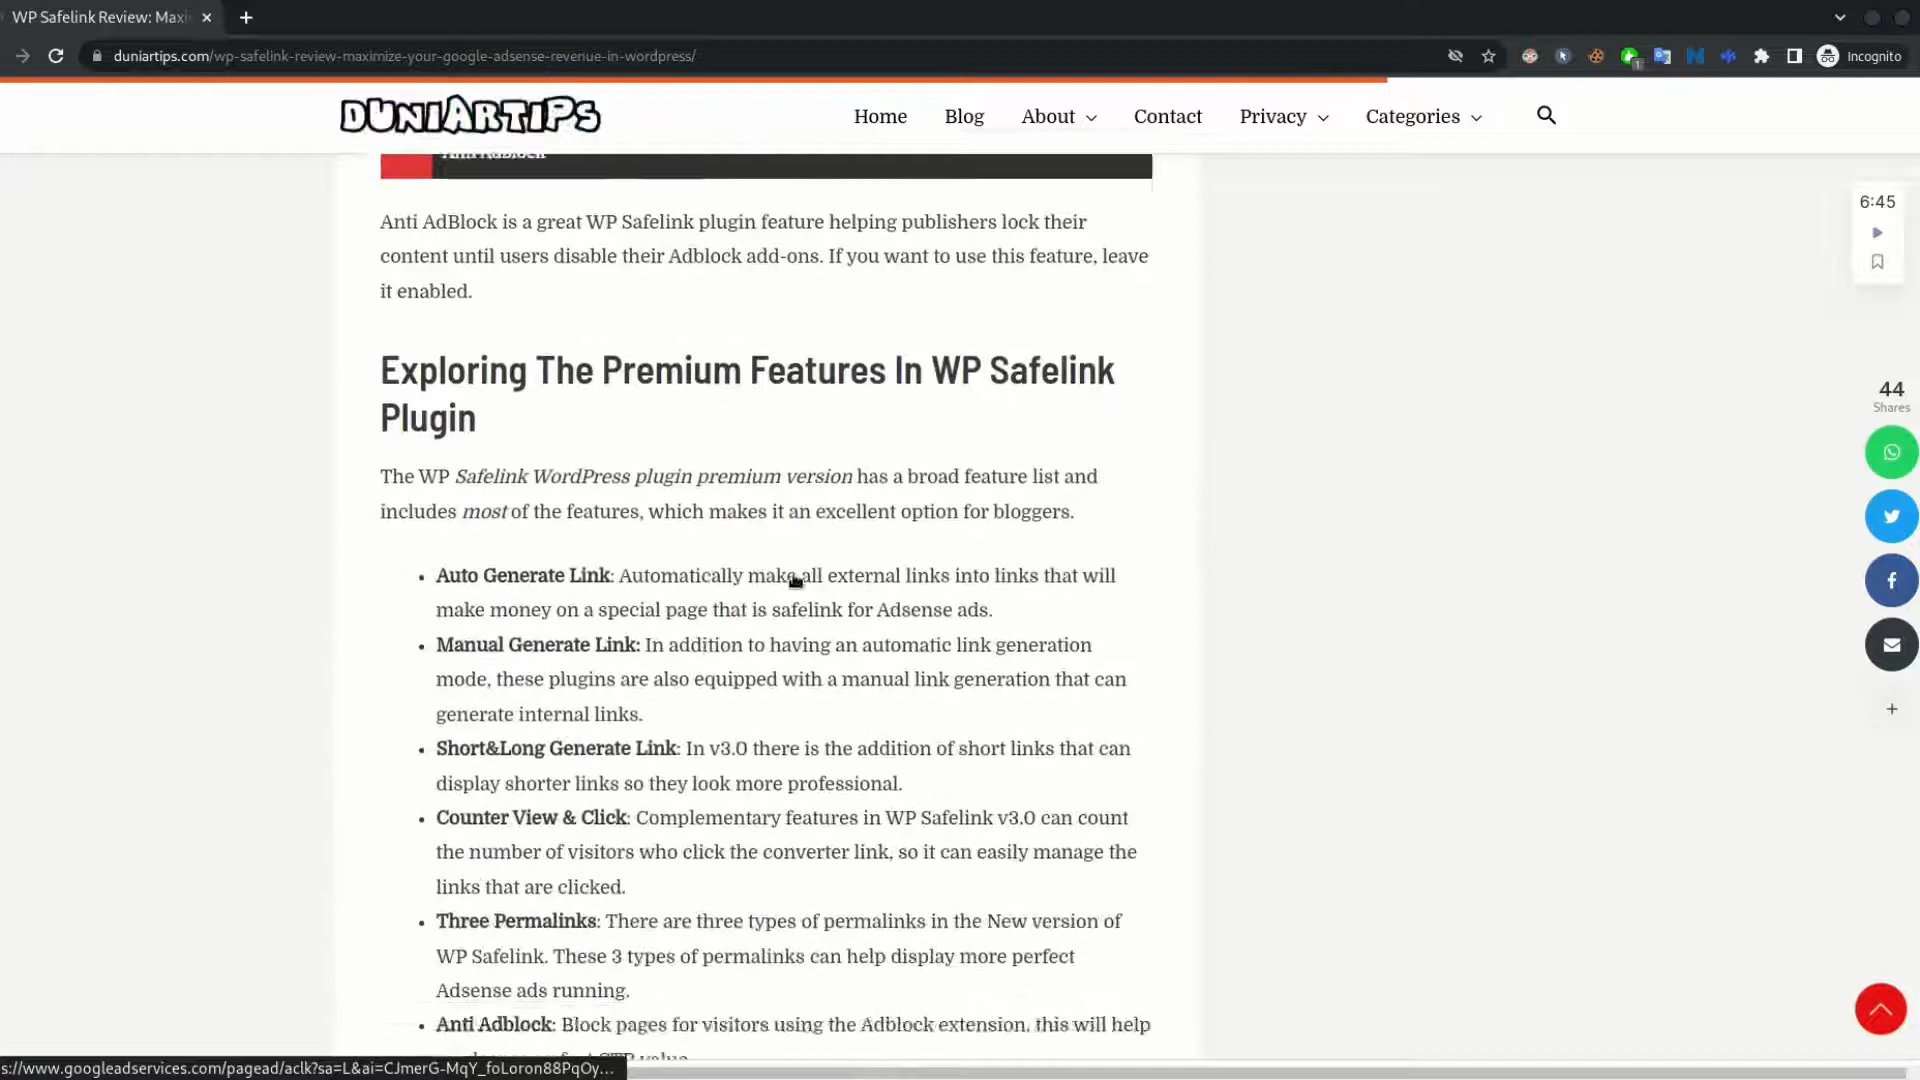 WP Safelink Review: Maxi
duniartips.com/wp-safelink-review-maximize-your-google-adsense-revenue-in-wordpress/
1
Incognito
DUNIARTIPS
Home
Blog
About
Contact
Privacy
Categories
Anti Adblock
6:45
Anti AdBlock is a great WP Safelink plugin feature helping publishers lock their
content until users disable their Adblock add-ons. If you want to use this feature, leave
it enabled.
Exploring The Premium Features In WP Safelink
Plugin
44
Shares
The WP Safelink WordPress plugin premium version has a broad feature list and
includes most of the features, which makes it an excellent option for bloggers.
• Auto Generate Link: Automatically make all external links into links that will
make money on a special page that is safelink for Adsense ads.
• Manual Generate Link: In addition to having an automatic link generation
mode, these plugins are also equipped with a manual link generation that can
generate internal links.
• Short&Long Generate Link: In v3.0 there is the addition of short links that can
display shorter links so they look more professional.
• Counter View & Click: Complementary features in WP Safelink v3.0 can count
the number of visitors who click the converter link, so it can easily manage the
links that are clicked.
• Three Permalinks: There are three types of permalinks in the New version of
WP Safelink. These 3 types of permalinks can help display more perfect
Adsense ads running.
• Anti Adblock: Block pages for visitors using the Adblock extension, this will help
value
s://www.googleadservices.com/pagead/aclk?sa=L&ai=CJmerG-MqY_foLoron88PqOy...